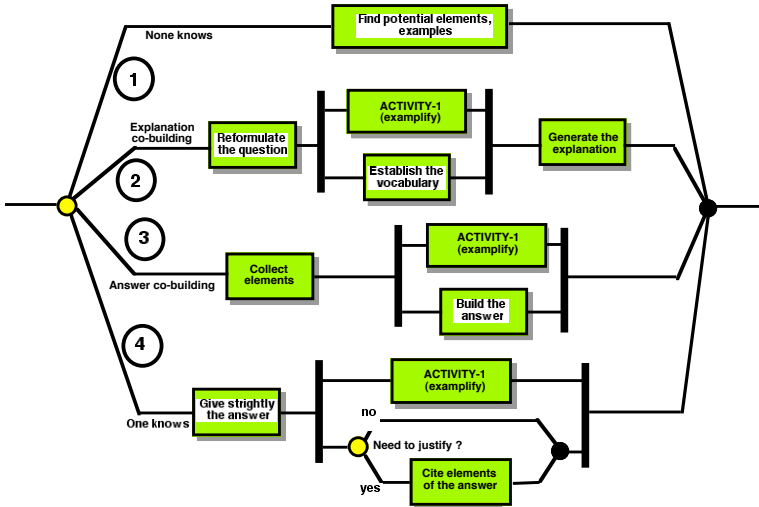 Find potential elements,
examples
None knows
1
ACTIVITY-1
(examplify)
Explanation
co-building
Reformulate
the question
Generate the
explanation
Establish the
vocabulary
2
3
ACTIVITY-1
(examplify)
Collect
elements
Answer co-building
Build the
answer
4
ACTIVITY-1
(examplify)
Give strightly
the answer
One knows
no
Need to justify ?
yes
Cite elements
of the answer